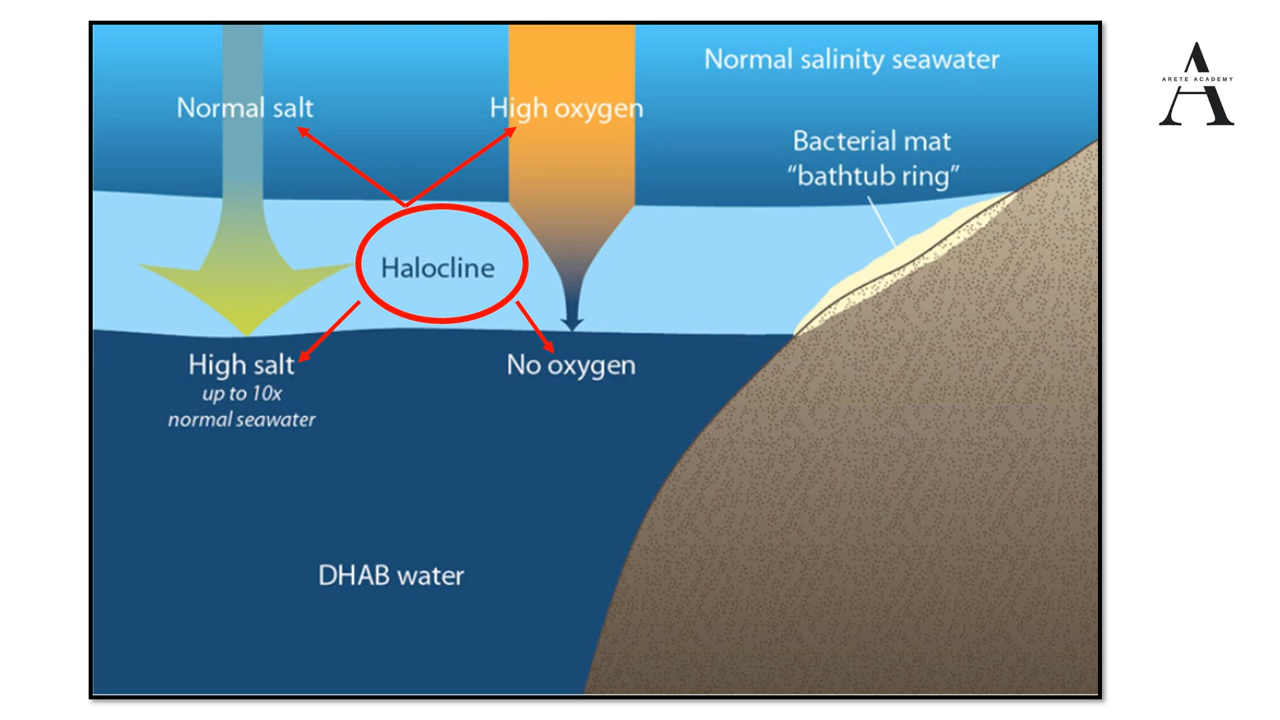 Normal salinity seawater
Normal salt
High oxygen
Bacterial mat
“bathtub ring”
Halocline
High salt
up to 10x
normal seawater
No oxygen
DHAB water
ARETE ACADEMY